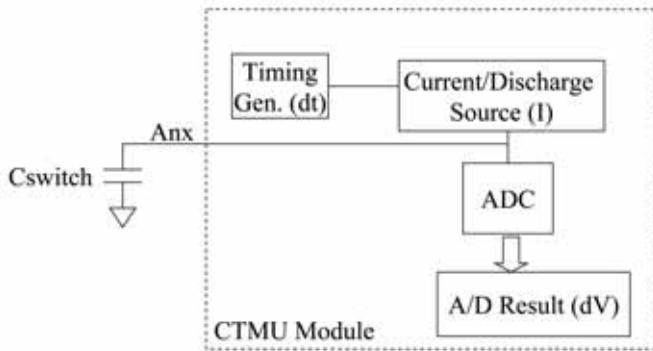 Timing
Gen. (dt)
Current/Discharge
Source (I)
Anx
Cswitch
ADC
A/D Result (dV)
CTMU Module